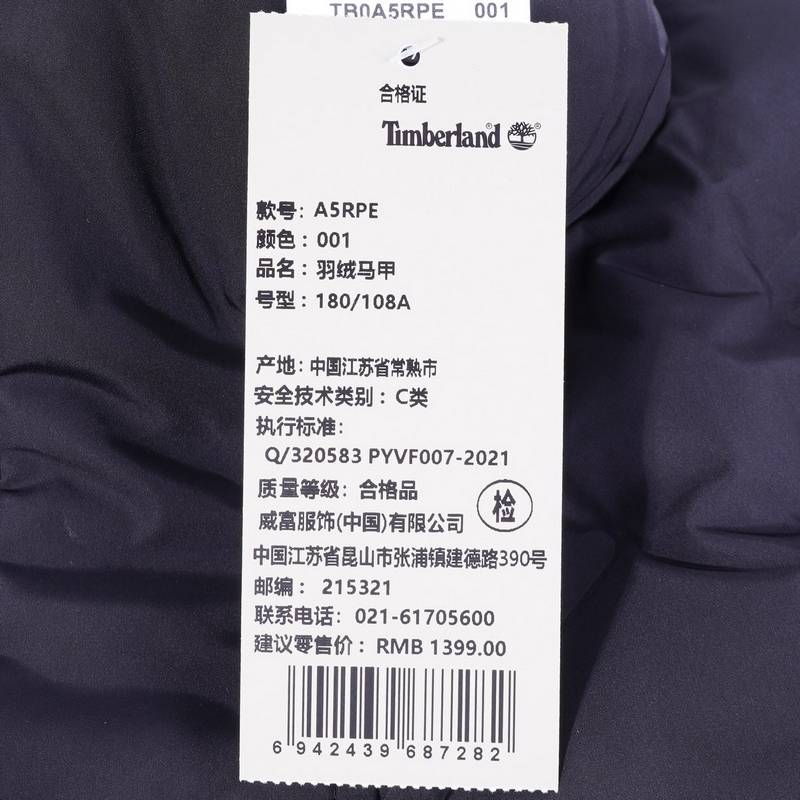 TB0A5RPE 001
合格证
Timberland
款号: A5RPE
颜色: 001
品名: 羽绒马甲
号型: 180/108A
产地: 中国江苏省常熟市
安全技术类别: C类
执行标准:
Q/320583 PYVF007-2021
质量等级: 合格品
检
威富服饰(中国)有限公司
中国江苏省昆山市张浦镇建德路390号
邮编: 215321
联系电话: 021-61705600
建议零售价: RMB 1399.00
6942439687282